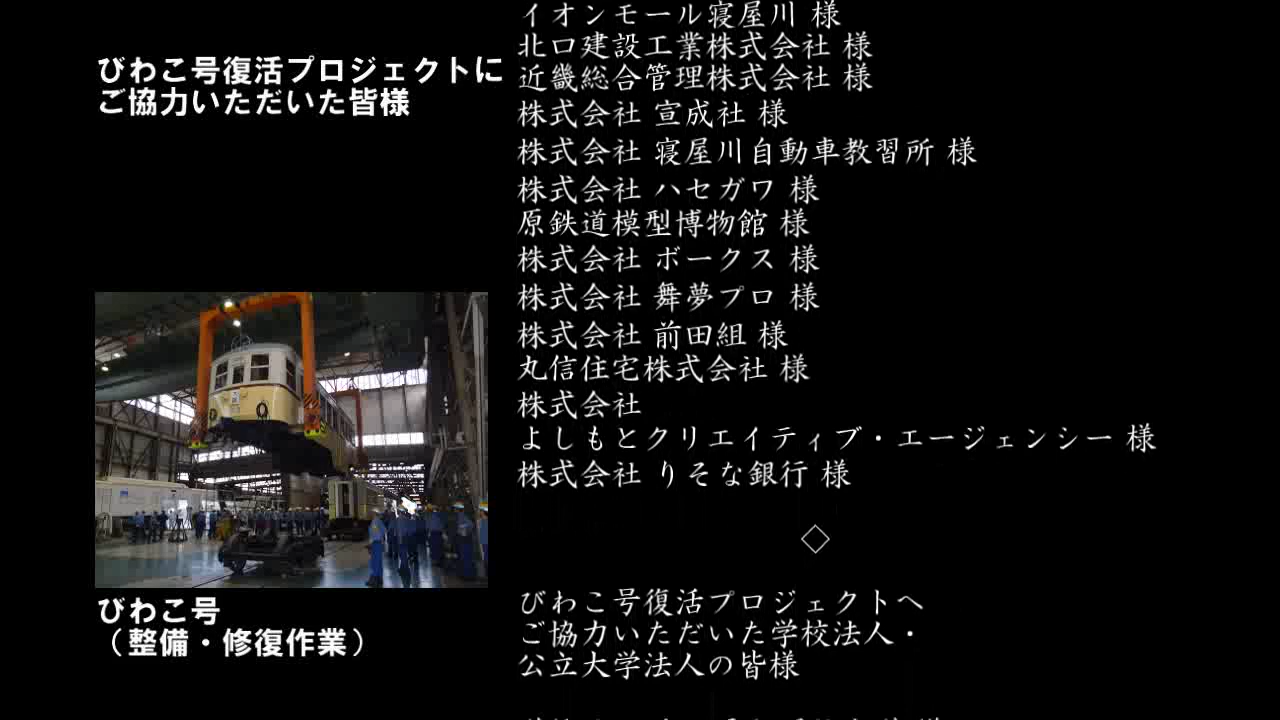 びわこ号復活プロジェクトに
ご協力いただいた皆様
びわこ号
（整備・修復作業）
イオンモール寝屋川 様
北口建設工業株式会社 様
近畿総合管理株式会社 様
株式会社 宣成社 様
株式会社 寝屋川自動車教習所 様
株式会社 ハセガワ 様
原鉄道模型博物館 様
株式会社 ボークス 様
株式会社 舞夢プロ 様
株式会社 前田組 様
丸信住宅株式会社 様
株式会社
よしもとクリエイティブ・エージェンシー 様
株式会社 りそな銀行 様
◇
びわこ号復活プロジェクトへ
ご協力いただいた学校法人・
公立大学法人の皆様